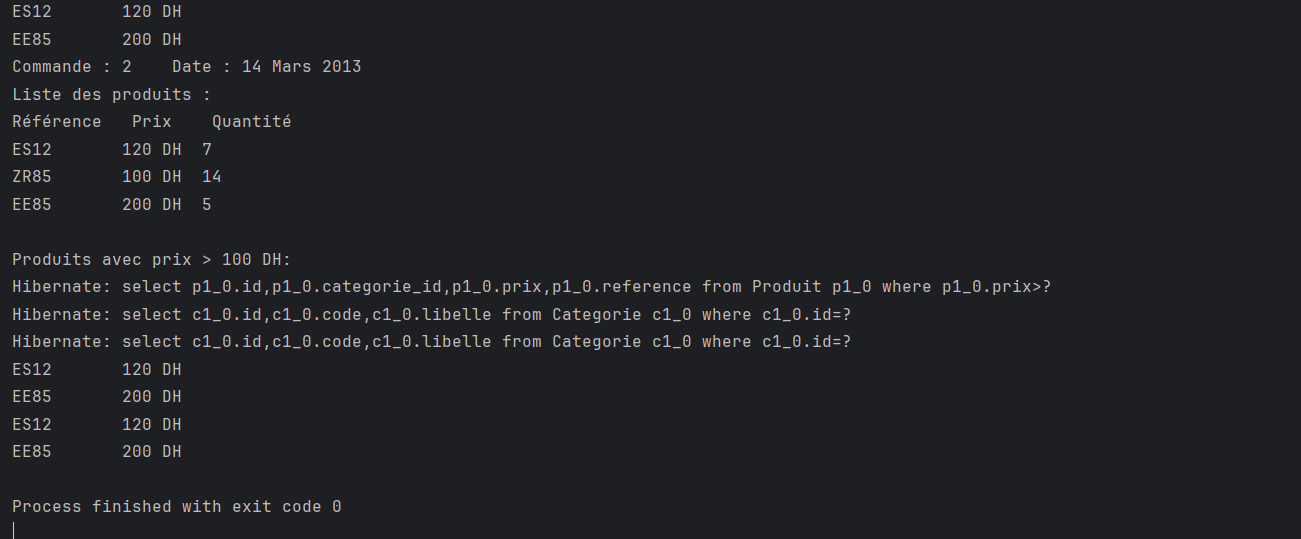 ES12       120 DH
EE85       200 DH
Commande : 2    Date : 14 Mars 2013
Liste des produits :
Référence   Prix    Quantité
ES12       120 DH  7
ZR85       100 DH  14
EE85       200 DH  5
Produits avec prix > 100 DH:
Hibernate: select p1_0.id,p1_0.categorie_id,p1_0.prix,p1_0.reference from Produit p1_0 where p1_0.prix>?
Hibernate: select c1_0.id,c1_0.code,c1_0.libelle from Categorie c1_0 where c1_0.id=?
Hibernate: select c1_0.id,c1_0.code,c1_0.libelle from Categorie c1_0 where c1_0.id=?
ES12       120 DH
EE85       200 DH
ES12       120 DH
EE85       200 DH
Process finished with exit code 0